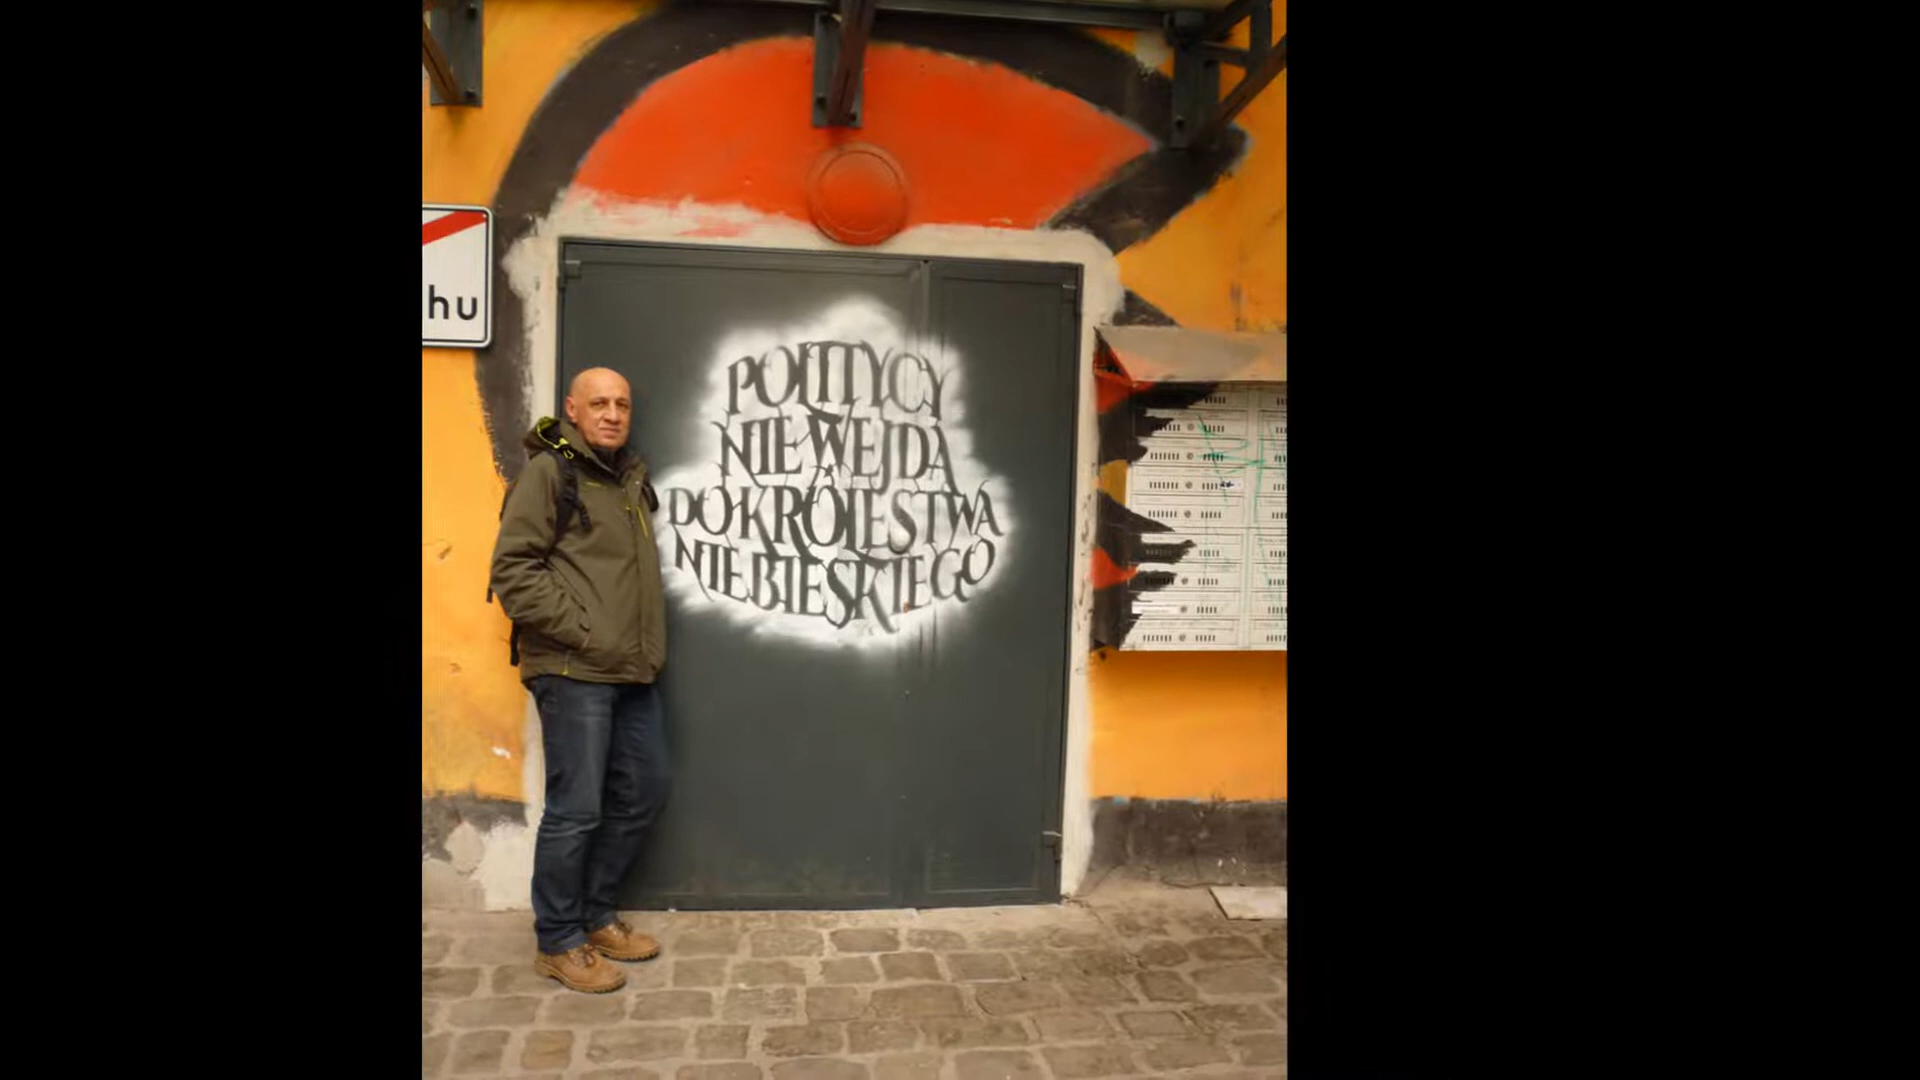 hu
POLITYCY
NIE WEJDĄ
DO KRÓLESTWA
NIEBIESKIEGO